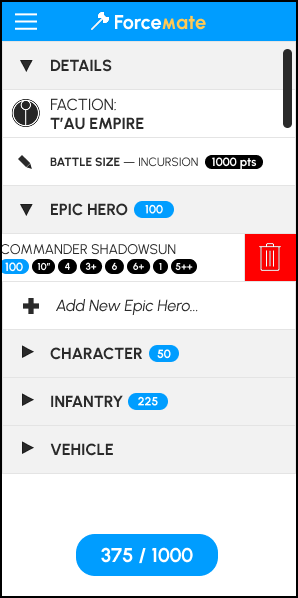 Forcemate
DETAILS
FACTION:
T'AU EMPIRE
BATTLE SIZE — INCURSION 1000 pts
EPIC HERO 100
COMMANDER SHADOWSUN
100 10" 4 3+ 6 6+ 1 5++
Add New Epic Hero...
CHARACTER 50
INFANTRY 225
VEHICLE
375 / 1000